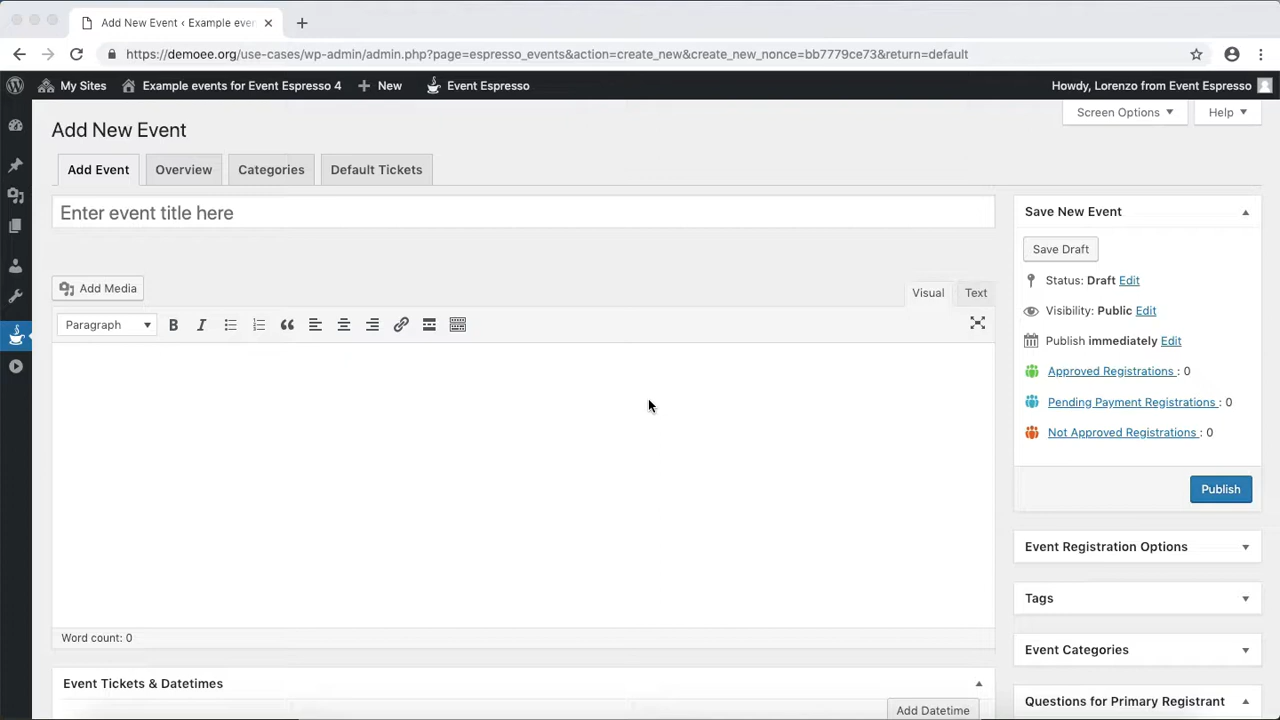 Add New Event ‹ Example even
https://demoee.org/use-cases/wp-admin/admin.php?page=espresso_events&action=create_new&create_new_nonce=bb7779ce73&return=default
My Sites Example events for Event Espresso 4 New Event Espresso Howdy, Lorenzo from Event Espresso
Screen Options Help
Add New Event
Add Event Overview Categories Default Tickets
Enter event title here
Add Media
Visual Text
Paragraph B I
Word count: 0
Event Tickets & Datetimes
Add Datetime
Save New Event
Save Draft
Status: Draft Edit
Visibility: Public Edit
Publish immediately Edit
Approved Registrations : 0
Pending Payment Registrations : 0
Not Approved Registrations : 0
Publish
Event Registration Options
Tags
Event Categories
Questions for Primary Registrant